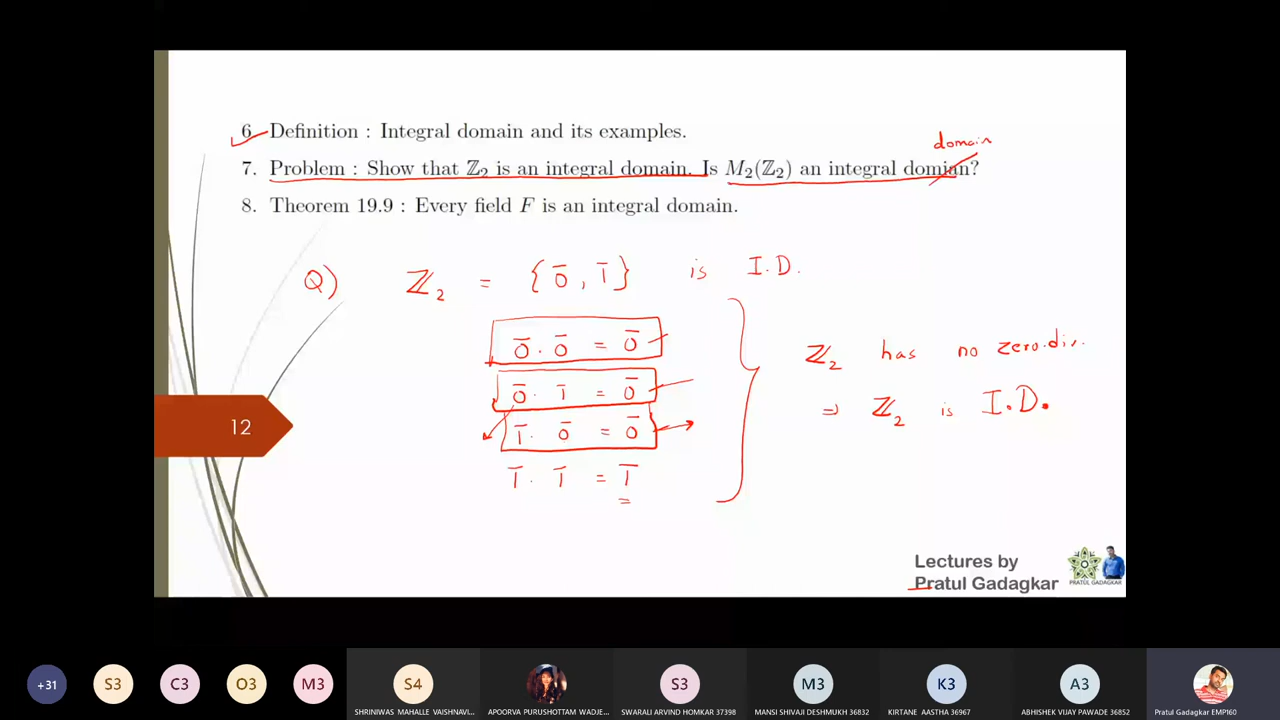 domain
6. Definition : Integral domain and its examples.
7. Problem : Show that ℤ₂ is an integral domain. Is M₂(ℤ₂) an integral domian?
8. Theorem 19.9 : Every field F is an integral domain.
Q) ℤ₂ = {0̄, 1̄} is I.D.
0̄ . 0̄ = 0̄
0̄ . 1̄ = 0̄
1̄ . 0̄ = 0̄
1̄ . 1̄ = 1̄
ℤ₂ has no zero.div.
⇒ ℤ₂ is I.D.
12
Lectures by
Pratul Gadagkar
PRATUL GADAGKAR
+31 S3 C3 O3 M3 S4 S3 M3 K3 A3
SHRINIWAS MAHALLE VAISHNAVI... APOORVA PURUSHOTTAM WADJE... SWARALI ARVIND HOMKAR 37398 MANSI SHIVAJI DESHMUKH 36832 KIRTANE AASTHA 36967 ABHISHEK VIJAY PAWADE 36852 Pratul Gadagkar EMP160